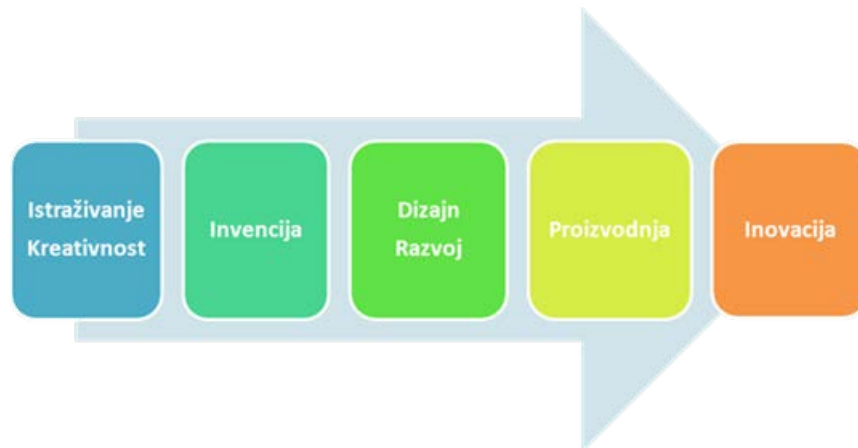 Istraživanje
Kreativnost
Invencija
Dizajn
Razvoj
Proizvodnja
Inovacija